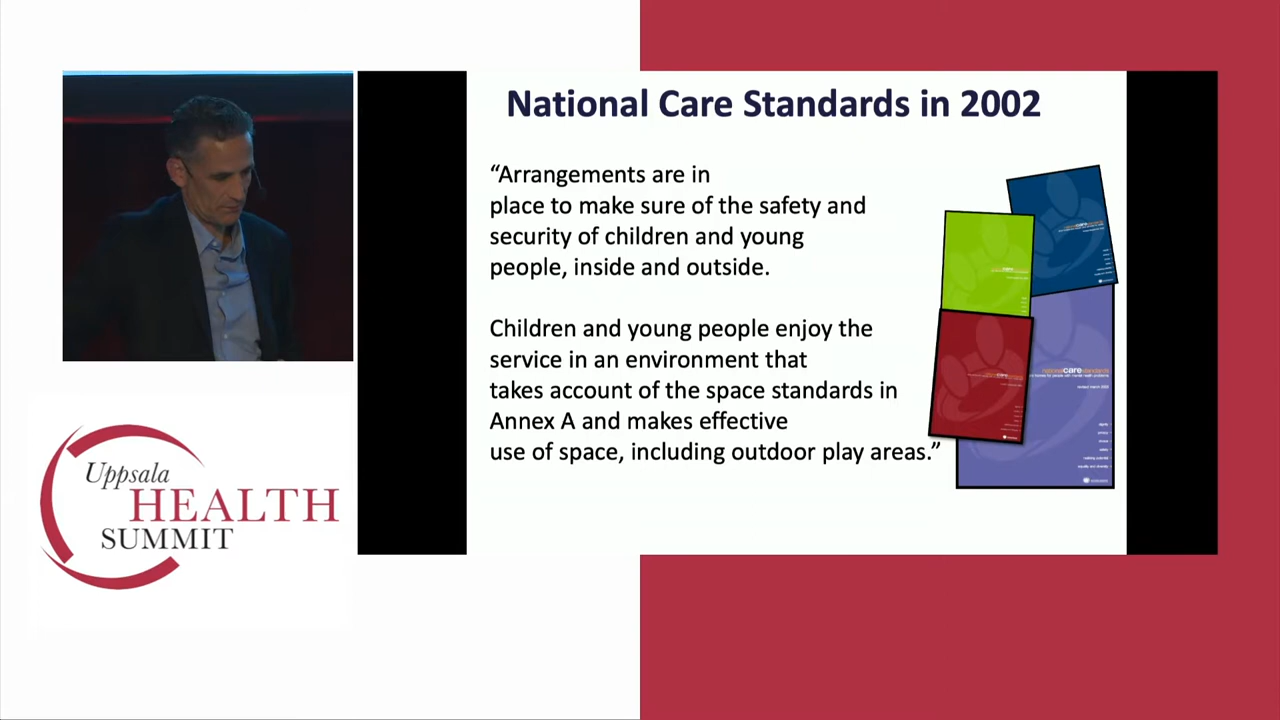 National Care Standards in 2002
“Arrangements are in
place to make sure of the safety and
security of children and young
people, inside and outside.
Children and young people enjoy the
service in an environment that
takes account of the space standards in
Annex A and makes effective
use of space, including outdoor play areas.”
nationalcarestandards
Uppsala
HEALTH
SUMMIT